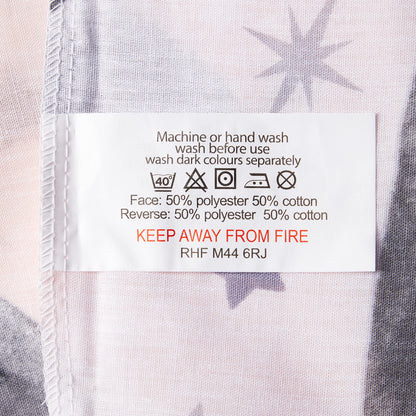 Machine or hand wash
wash before use
wash dark colours separately
40°
Face: 50% polyester 50% cotton
Reverse: 50% polyester 50% cotton
KEEP AWAY FROM FIRE
RHF M44 6RJ